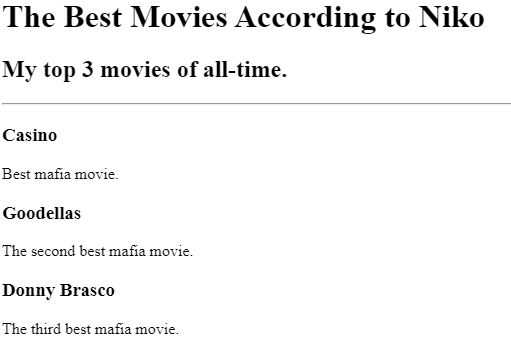 The Best Movies According to Niko
My top 3 movies of all-time.
Casino
Best mafia movie.
Goodellas
The second best mafia movie.
Donny Brasco
The third best mafia movie.